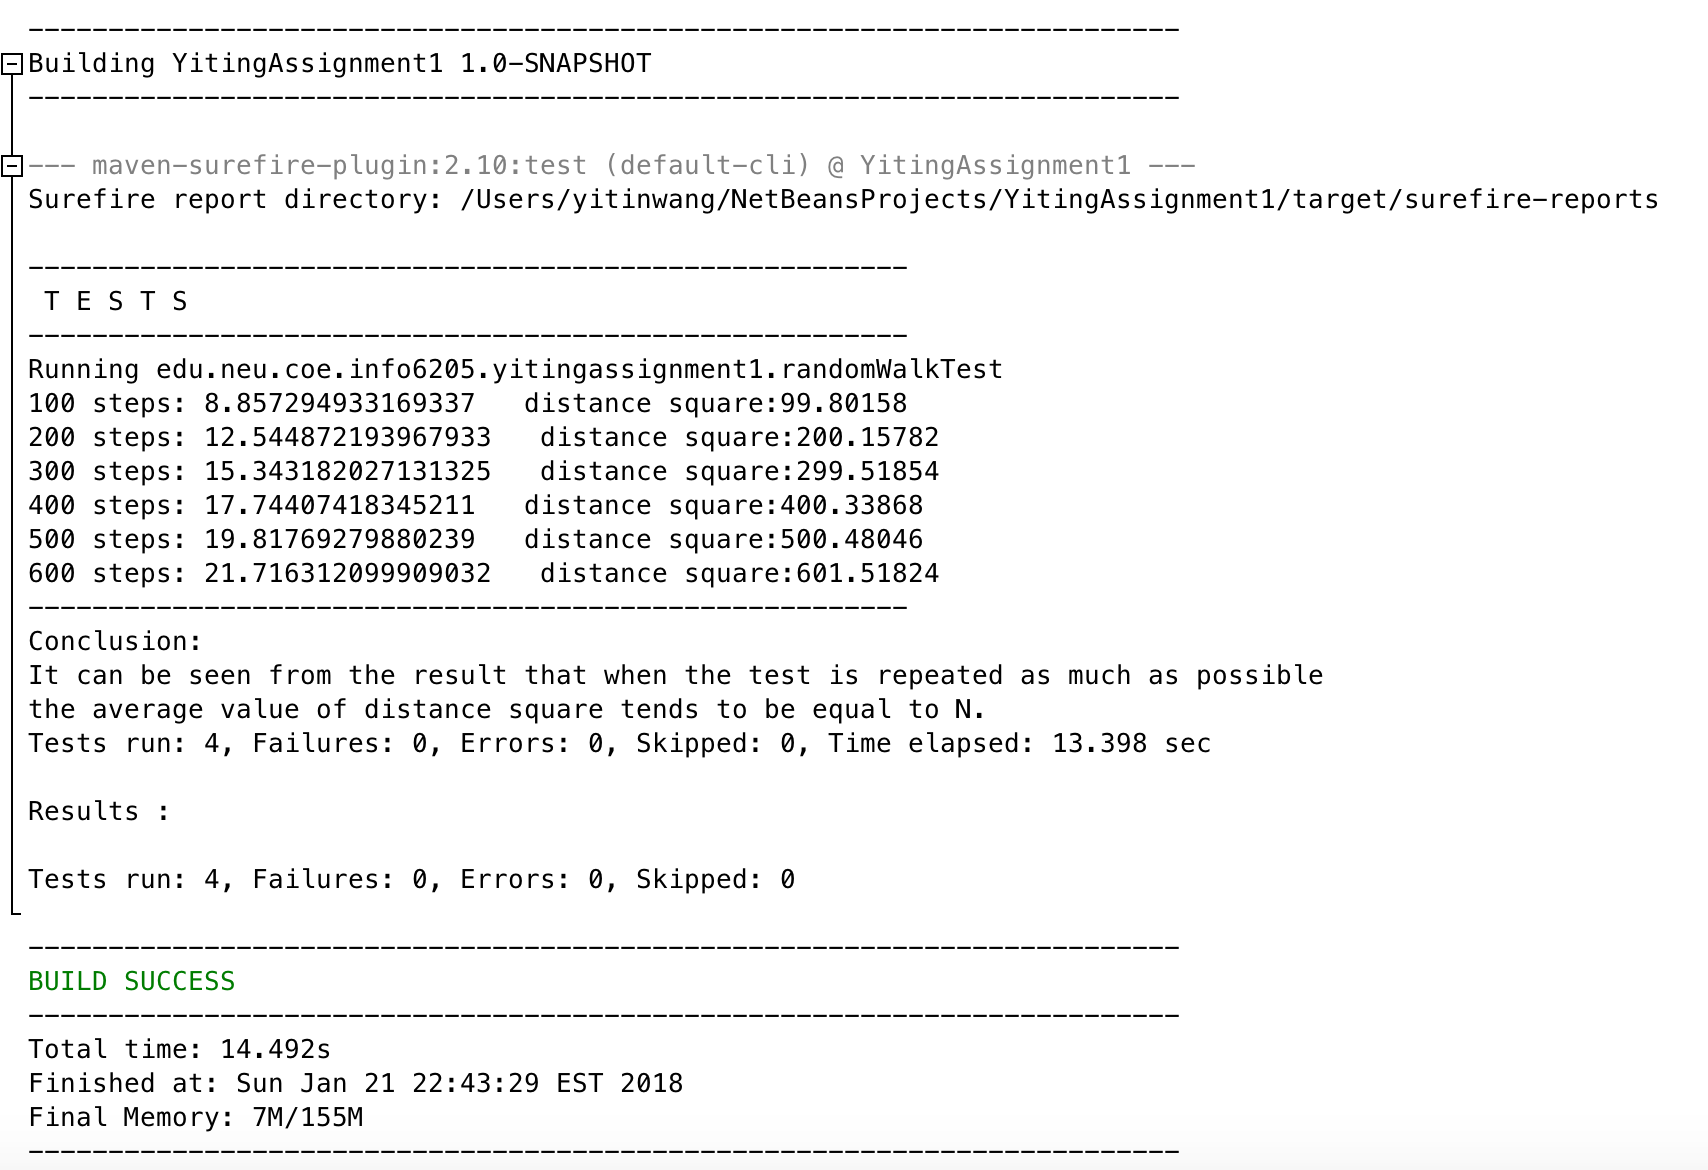 ------------------------------------------------------------------------
Building YitingAssignment1 1.0-SNAPSHOT
------------------------------------------------------------------------
--- maven-surefire-plugin:2.10:test (default-cli) @ YitingAssignment1 ---
Surefire report directory: /Users/yitinwang/NetBeansProjects/YitingAssignment1/target/surefire-reports
-------------------------------------------------------
 T E S T S
-------------------------------------------------------
Running edu.neu.coe.info6205.yitingassignment1.randomWalkTest
100 steps: 8.857294933169337   distance square:99.80158
200 steps: 12.544872193967933   distance square:200.15782
300 steps: 15.343182027131325   distance square:299.51854
400 steps: 17.74407418345211   distance square:400.33868
500 steps: 19.81769279880239   distance square:500.48046
600 steps: 21.716312099909032   distance square:601.51824
-------------------------------------------------------
Conclusion:
It can be seen from the result that when the test is repeated as much as possible
the average value of distance square tends to be equal to N.
Tests run: 4, Failures: 0, Errors: 0, Skipped: 0, Time elapsed: 13.398 sec
Results :
Tests run: 4, Failures: 0, Errors: 0, Skipped: 0
------------------------------------------------------------------------
BUILD SUCCESS
------------------------------------------------------------------------
Total time: 14.492s
Finished at: Sun Jan 21 22:43:29 EST 2018
Final Memory: 7M/155M
------------------------------------------------------------------------